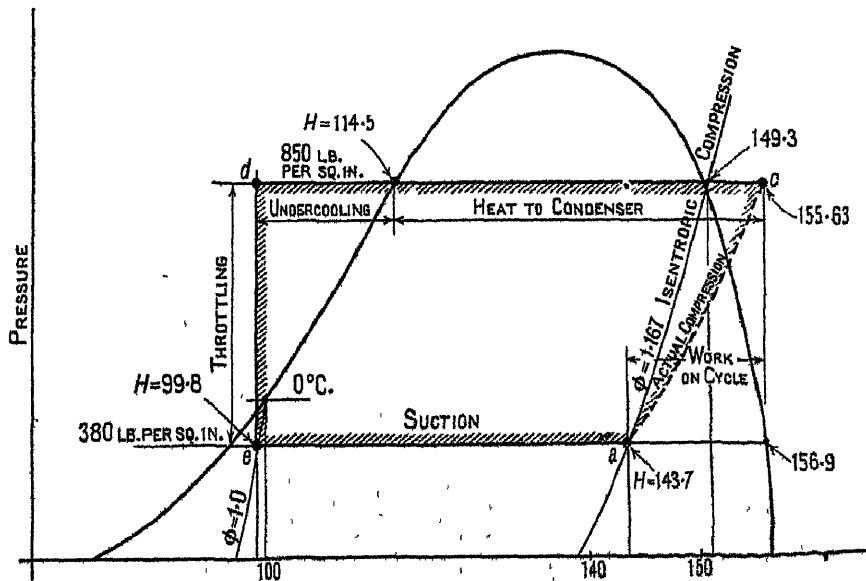 H=114·5
COMPRESSION
149·3
d
850 LB.
PER SQ.IN.
c
UNDERCOOLING
HEAT TO CONDENSER
155·63
PRESSURE
THROTTLING
ϕ=1·167 ISENTROPIC
ACTUAL COMPRESSION
WORK
ON CYCLE
H=99·8
0°C.
SUCTION
380 LB. PER SQ. IN.
e
a
156·9
H=143·7
ϕ=1·0
100
140
150